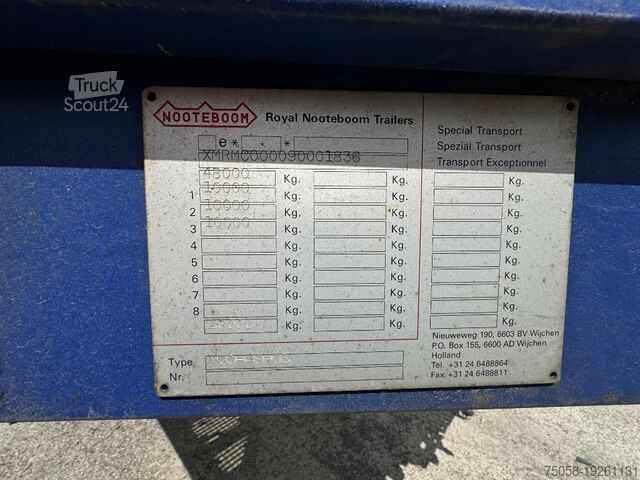 Truck
Scout24
NOOTEBOOM Royal Nooteboom Trailers
e* *
XMRMC000090001836
48000 Kg. Kg. Kg.
1 10000 Kg. Kg. Kg.
2 10000 Kg. Kg. Kg.
3 10000 Kg. Kg. Kg.
4 Kg. Kg. Kg.
5 Kg. Kg. Kg.
6 Kg. Kg. Kg.
7 Kg. Kg. Kg.
8 Kg. Kg. Kg.
Kg. Kg. Kg.
Type
Nr.
Special Transport
Spezial Transport
Transport Exceptionnel
Nieuweweg 190, 6603 BV Wijchen
P.O. Box 155, 6600 AD Wijchen
Holland
Tel. +31 24 6488864
Fax. +31 24 6488811
75058-19261131